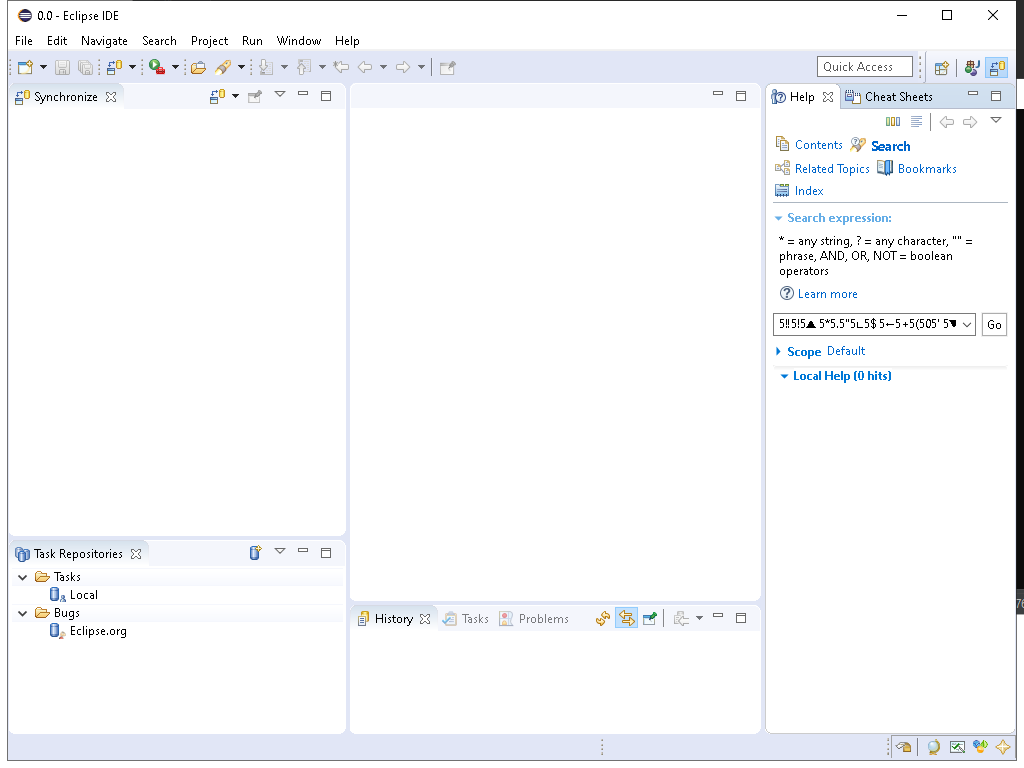 0.0 - Eclipse IDE
File Edit Navigate Search Project Run Window Help
Quick Access
Synchronize
Help Cheat Sheets
Contents Search
Related Topics Bookmarks
Index
Search expression:
* = any string, ? = any character, "" =
phrase, AND, OR, NOT = boolean
operators
Learn more
5‼5!5▲ 5*5.5"5∟5$ 5←5+5(505' 5◥ Go
Scope Default
Local Help (0 hits)
Task Repositories
Tasks
Local
Bugs
Eclipse.org
History Tasks Problems